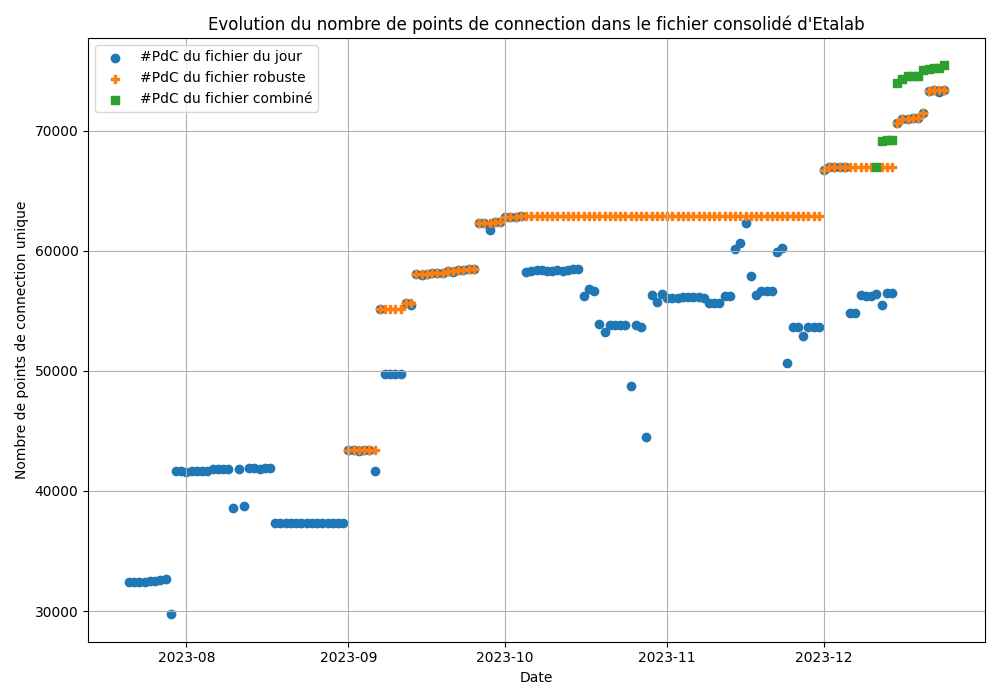 Evolution du nombre de points de connection dans le fichier consolidé d'Etalab
#PdC du fichier du jour
#PdC du fichier robuste
#PdC du fichier combiné
Nombre de points de connection unique
70000
60000
50000
40000
30000
2023-08
2023-09
2023-10
2023-11
2023-12
Date